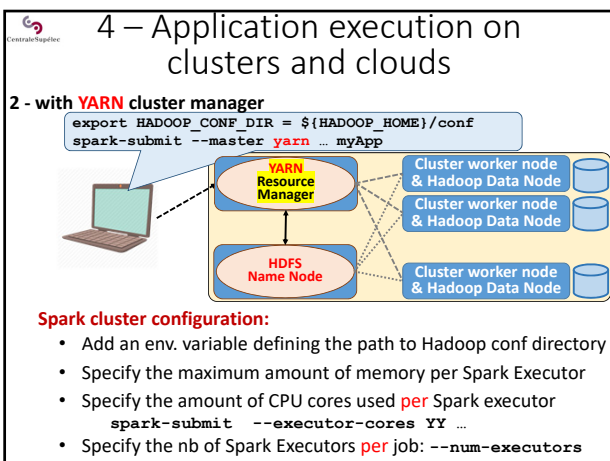 CentraleSupélec
4 – Application execution on
clusters and clouds
2 - with YARN cluster manager
export HADOOP_CONF_DIR = ${HADOOP_HOME}/conf
spark-submit --master yarn … myApp
YARN
Resource
Manager
Cluster worker node
& Hadoop Data Node
Cluster worker node
& Hadoop Data Node
HDFS
Name Node
Cluster worker node
& Hadoop Data Node
Spark cluster configuration:
• Add an env. variable defining the path to Hadoop conf directory
• Specify the maximum amount of memory per Spark Executor
• Specify the amount of CPU cores used per Spark executor
spark-submit --executor-cores YY …
• Specify the nb of Spark Executors per job: --num-executors